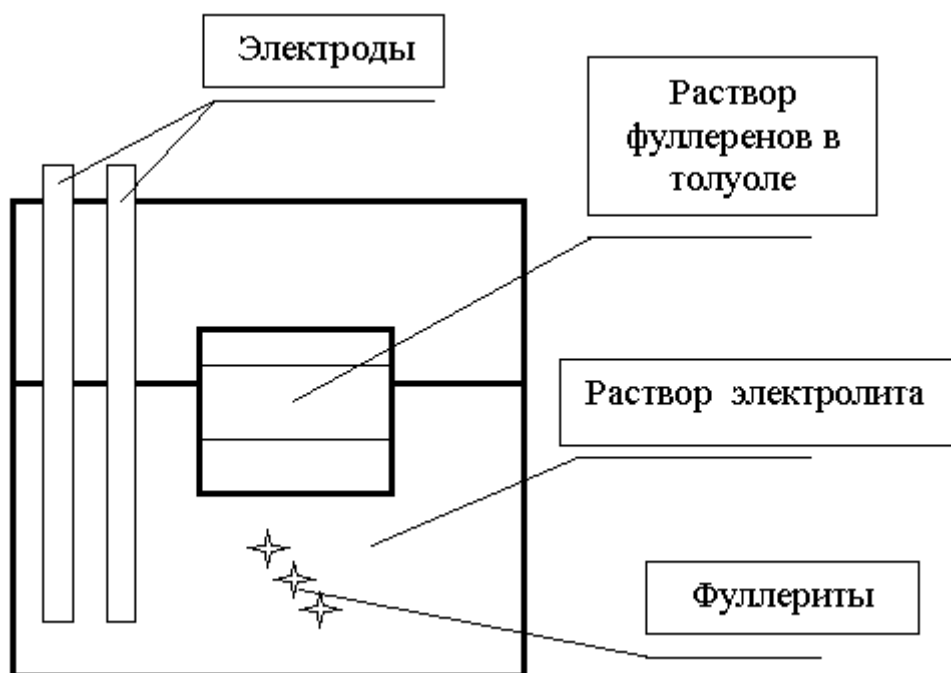 Электроды
Раствор
фуллеренов в
толуоле
Раствор электролита
Фуллериты